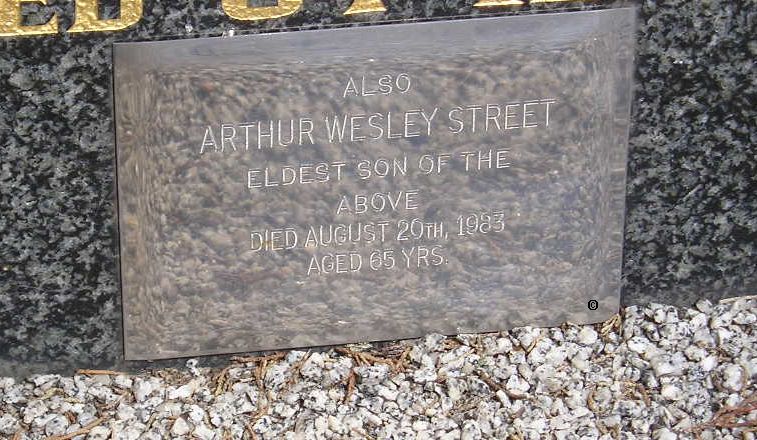 ALSO
ARTHUR WESLEY STREET
ELDEST SON OF THE
ABOVE
DIED AUGUST 20TH, 1983
AGED 65 YRS.
©